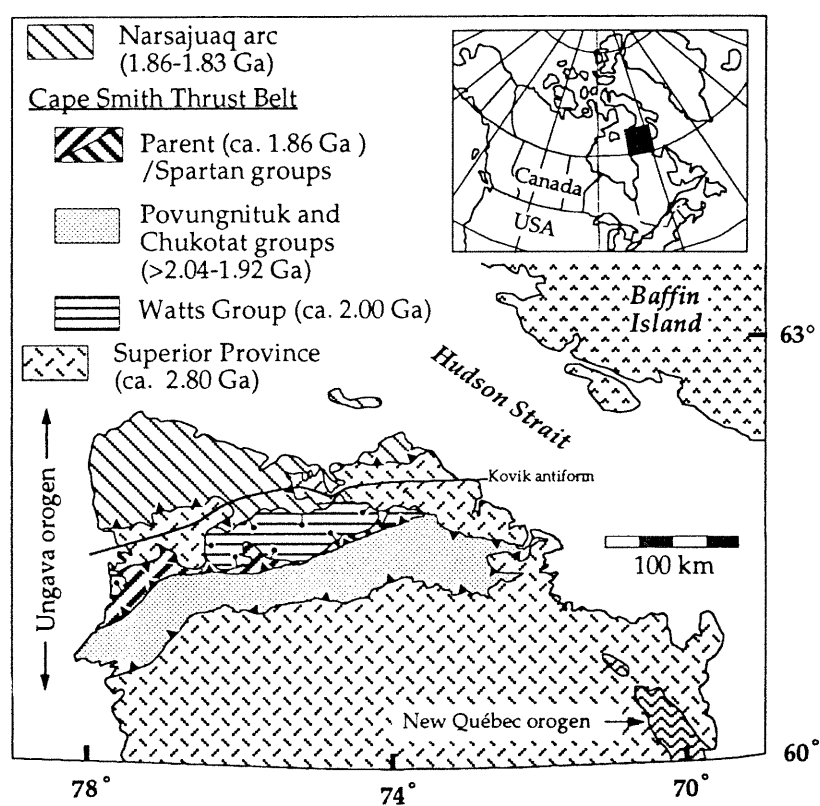 Narsajuaq arc
(1.86-1.83 Ga)
Cape Smith Thrust Belt
Parent (ca. 1.86 Ga )
/Spartan groups
Povungnituk and
Chukotat groups
(>2.04-1.92 Ga)
Watts Group (ca. 2.00 Ga)
Superior Province
(ca. 2.80 Ga)
Canada
USA
Baffin
Island
63°
Hudson Strait
Kovik antiform
Ungava orogen
100 km
New Québec orogen
60°
78°
74°
70°